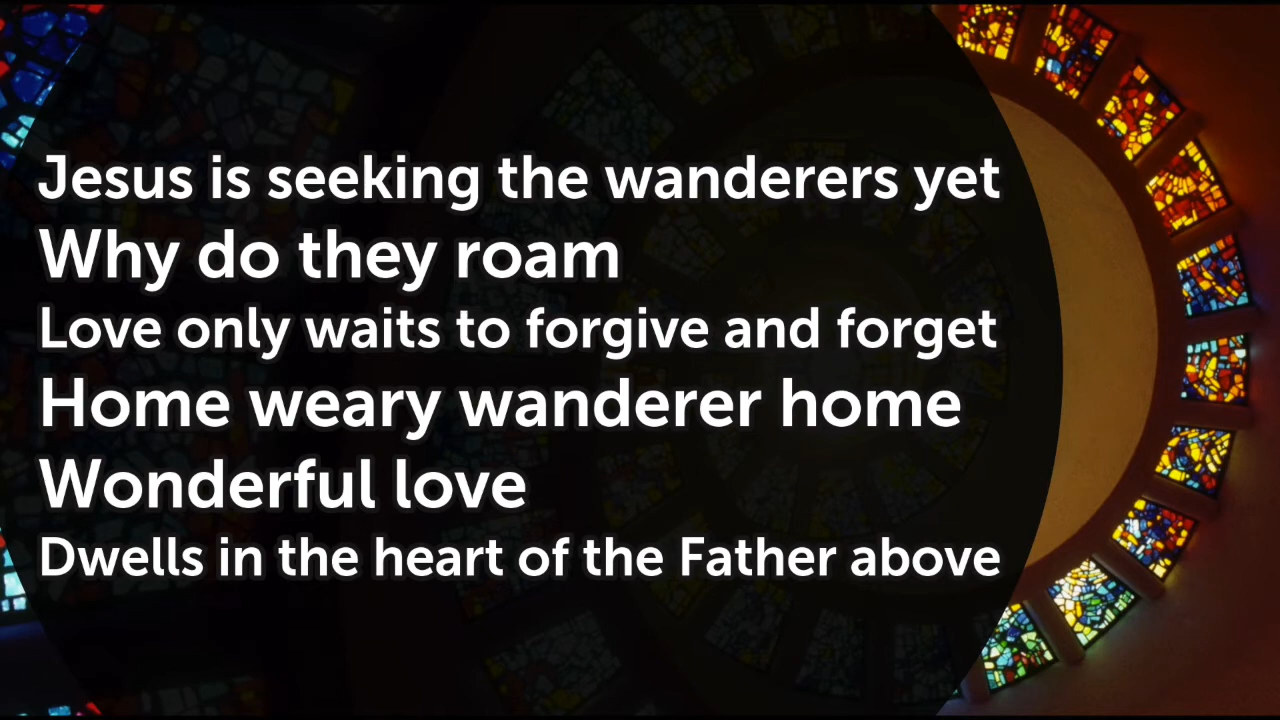 Jesus is seeking the wanderers yet
Why do they roam
Love only waits to forgive and forget
Home weary wanderer home
Wonderful love
Dwells in the heart of the Father above